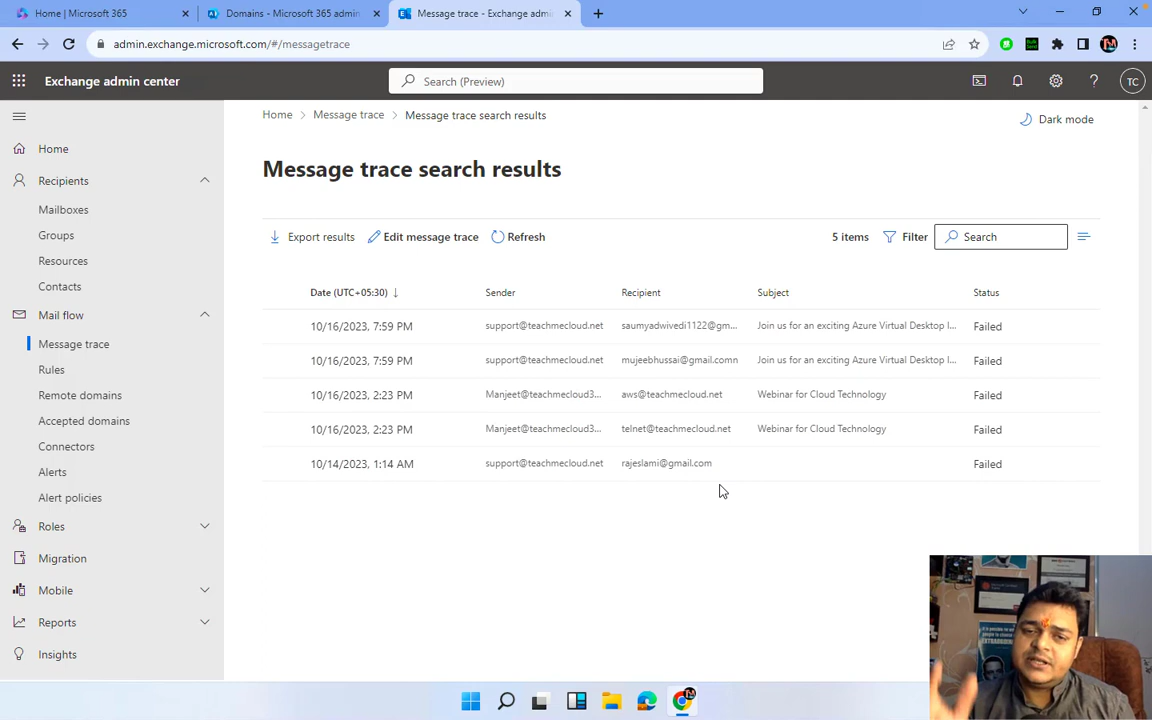 Home | Microsoft 365
Domains - Microsoft 365 admin
Message trace - Exchange admin
admin.exchange.microsoft.com/#/messagetrace
Exchange admin center
Search (Preview)
TC
Home > Message trace > Message trace search results
Dark mode
Message trace search results
Home
Recipients
Mailboxes
Groups
Resources
Contacts
Mail flow
Message trace
Rules
Remote domains
Accepted domains
Connectors
Alerts
Alert policies
Roles
Migration
Mobile
Reports
Insights
Export results Edit message trace Refresh 5 items Filter Search
Date (UTC+05:30) ↓ Sender Recipient Subject Status
10/16/2023, 7:59 PM support@teachmecloud.net saumyadwivedi1122@gm... Join us for an exciting Azure Virtual Desktop I... Failed
10/16/2023, 7:59 PM support@teachmecloud.net mujeebhussai@gmail.comn Join us for an exciting Azure Virtual Desktop I... Failed
10/16/2023, 2:23 PM Manjeet@teachmecloud3... aws@teachmecloud.net Webinar for Cloud Technology Failed
10/16/2023, 2:23 PM Manjeet@teachmecloud3... telnet@teachmecloud.net Webinar for Cloud Technology Failed
10/14/2023, 1:14 AM support@teachmecloud.net rajeslami@gmail.com Failed